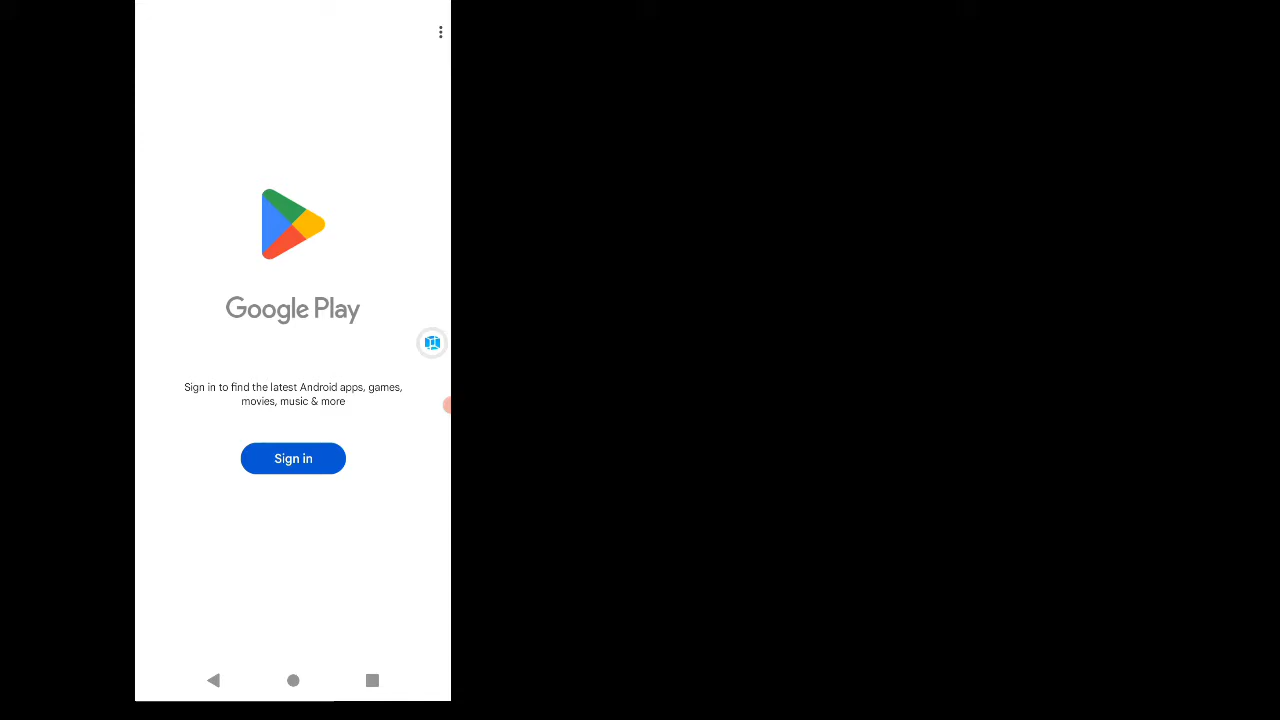 Google Play
Sign in to find the latest Android apps, games,
movies, music & more
Sign in